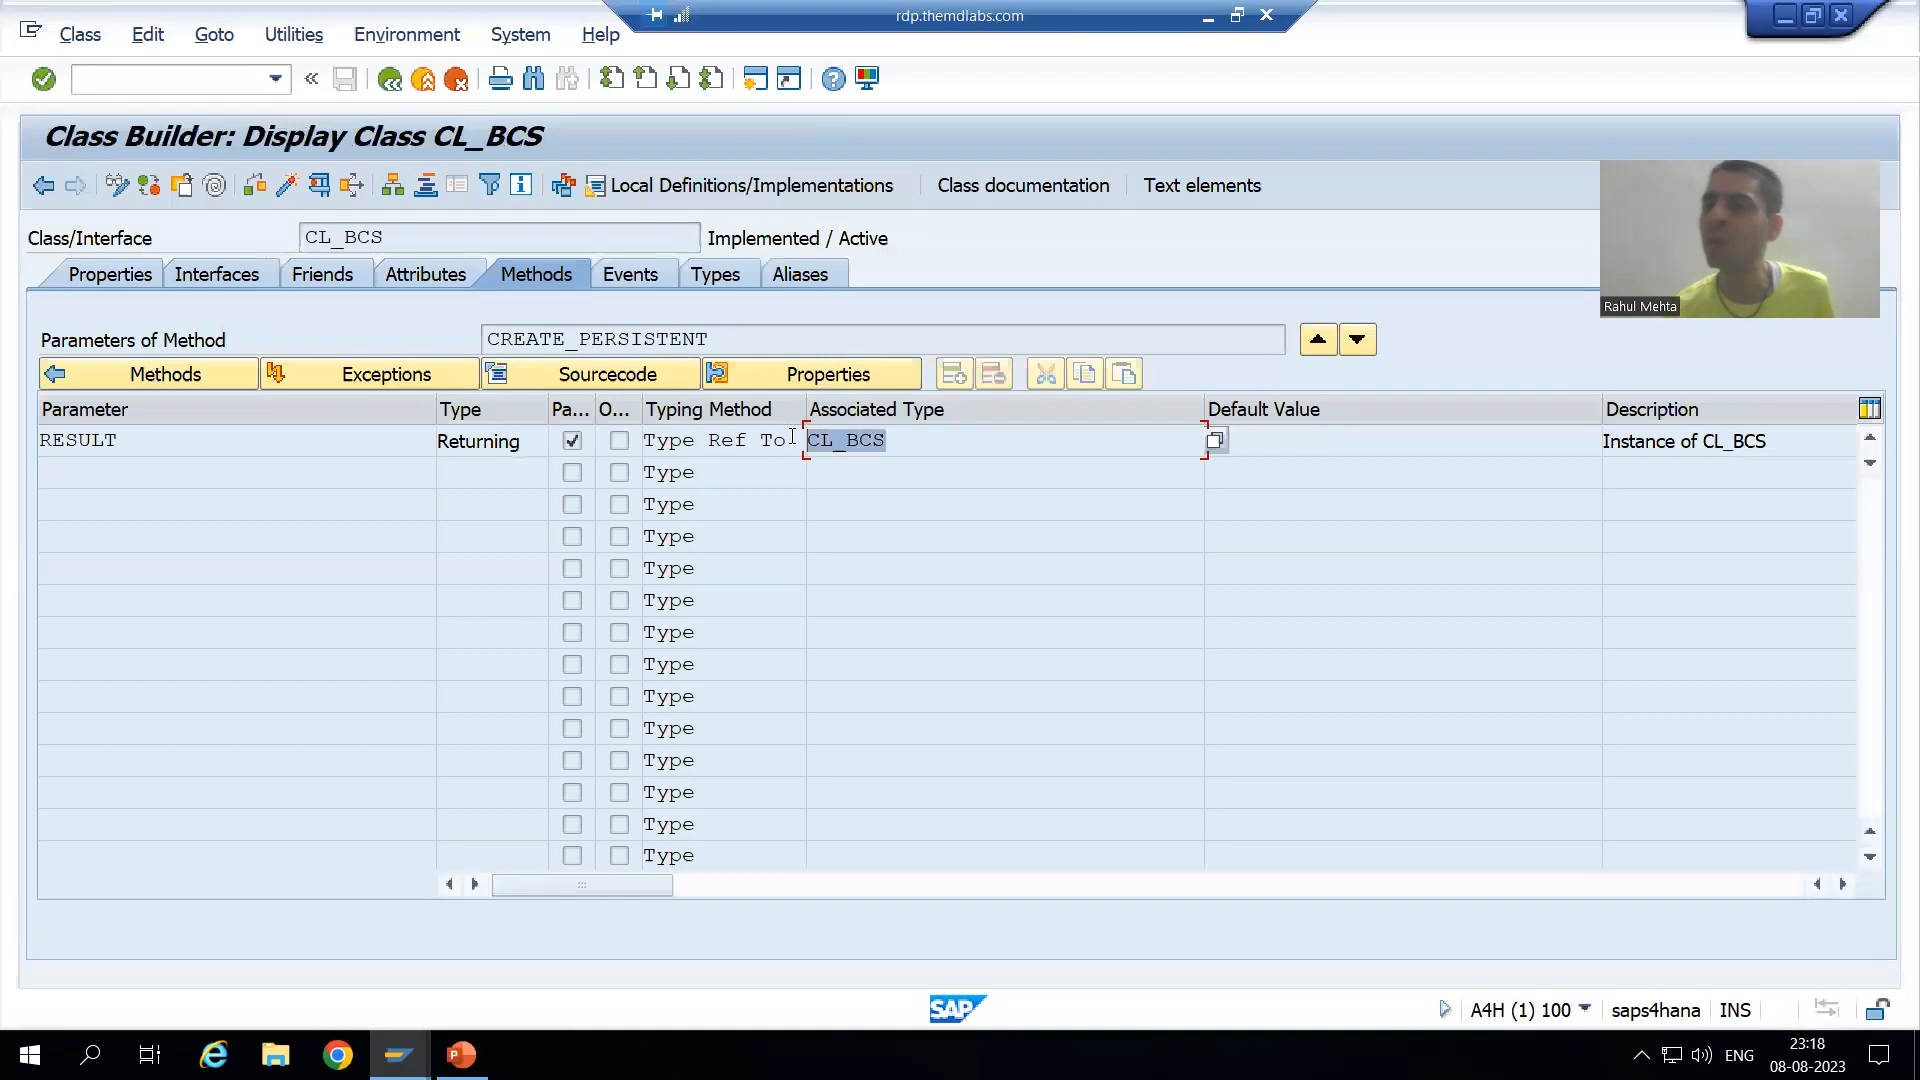 rdp.themdlabs.com
Class Edit Goto Utilities Environment System Help
Class Builder: Display Class CL_BCS
Local Definitions/Implementations Class documentation Text elements
Class/Interface CL_BCS Implemented / Active
Properties Interfaces Friends Attributes Methods Events Types Aliases
Rahul Mehta
Parameters of Method CREATE_PERSISTENT
Methods Exceptions Sourcecode Properties
Parameter Type Pa... O... Typing Method Associated Type Default Value Description
RESULT Returning Type Ref To CL_BCS Instance of CL_BCS
Type
Type
Type
Type
Type
Type
Type
Type
Type
Type
Type
Type
Type
SAP A4H (1) 100 saps4hana INS
ENG 23:18
08-08-2023